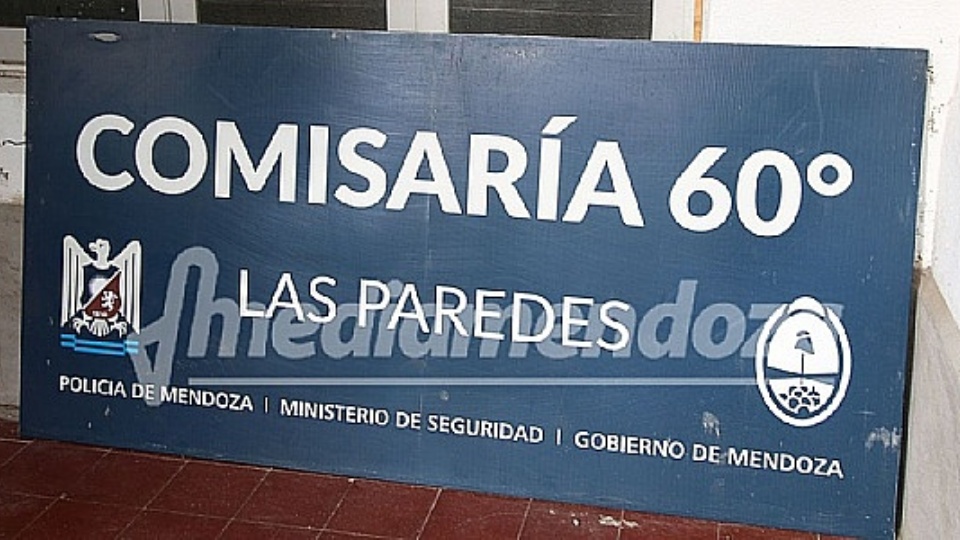 COMISARÍA 60°
LAS PAREDES
mediamendoza
POLICIA DE MENDOZA | MINISTERIO DE SEGURIDAD | GOBIERNO DE MENDOZA